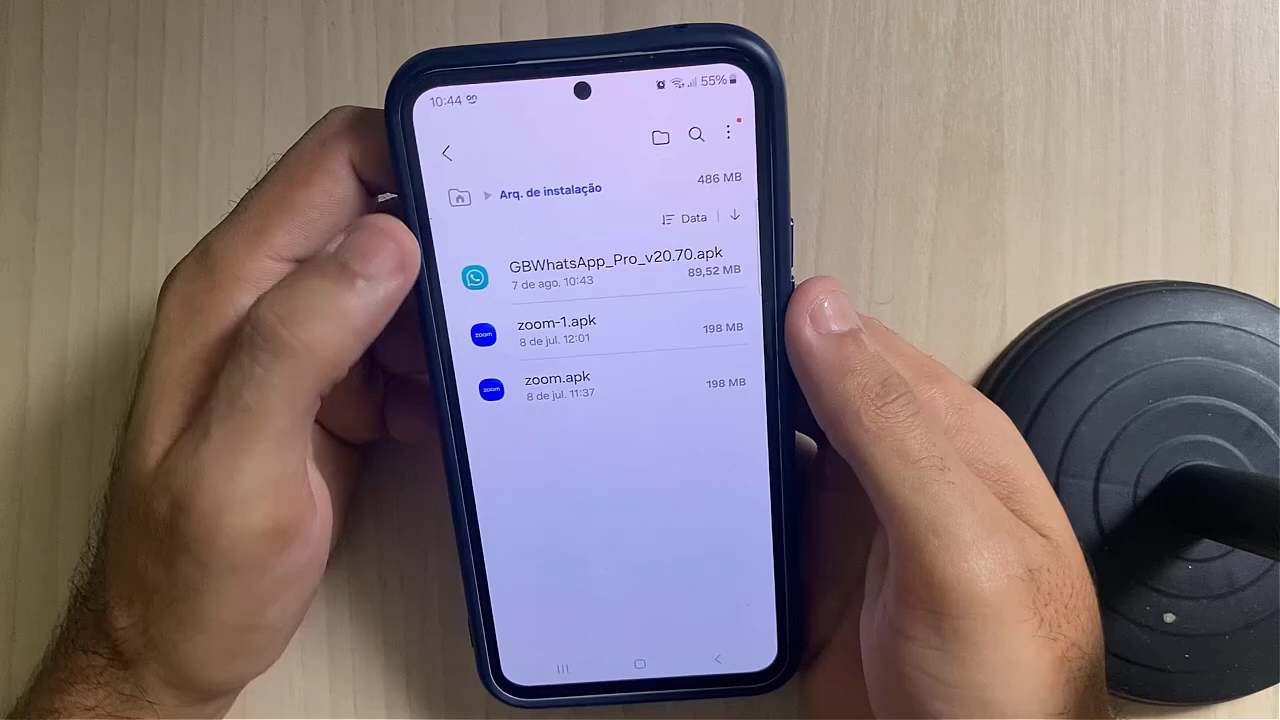 10:44 55%
Arq. de instalação 486 MB
Data
GBWhatsApp_Pro_v20.70.apk
7 de ago. 10:43 89,52 MB
zoom-1.apk
zoom
8 de jul. 12:01 198 MB
zoom.apk
zoom
8 de jul. 11:37 198 MB